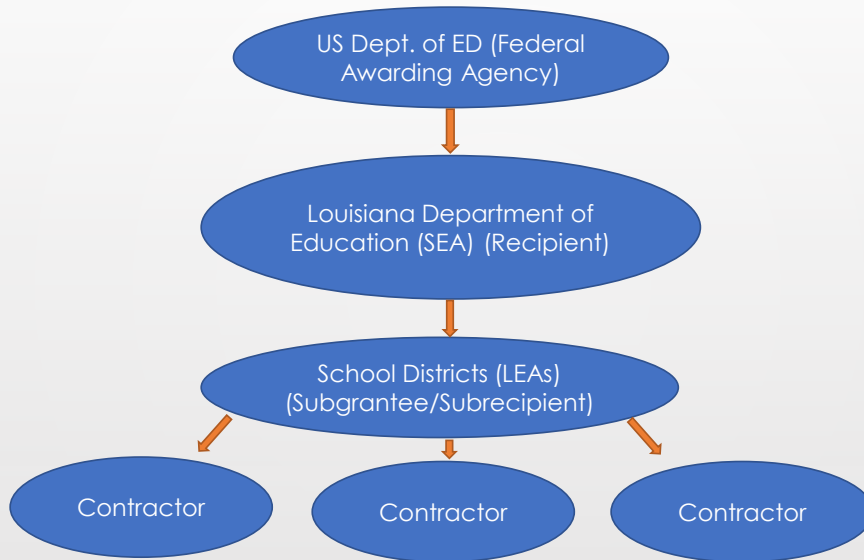 US Dept. of ED (Federal
Awarding Agency)
Louisiana Department of
Education (SEA) (Recipient)
School Districts (LEAs)
(Subgrantee/Subrecipient)
Contractor
Contractor
Contractor